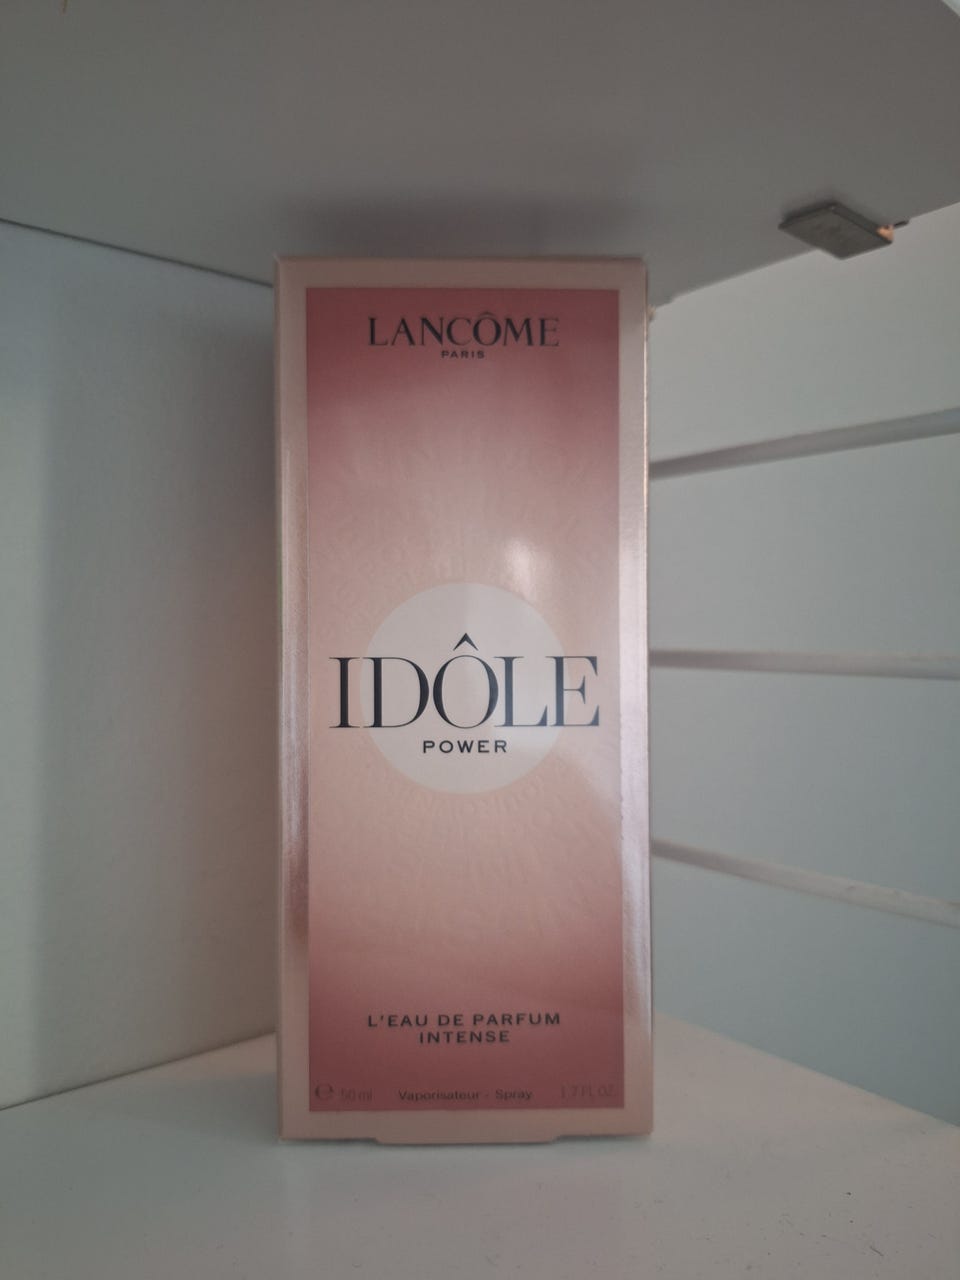 LANCÔME
PARIS
IDÔLE
POWER
L'EAU DE PARFUM
INTENSE
℮ 50 ml Vaporisateur - Spray 1.7 FL.OZ.